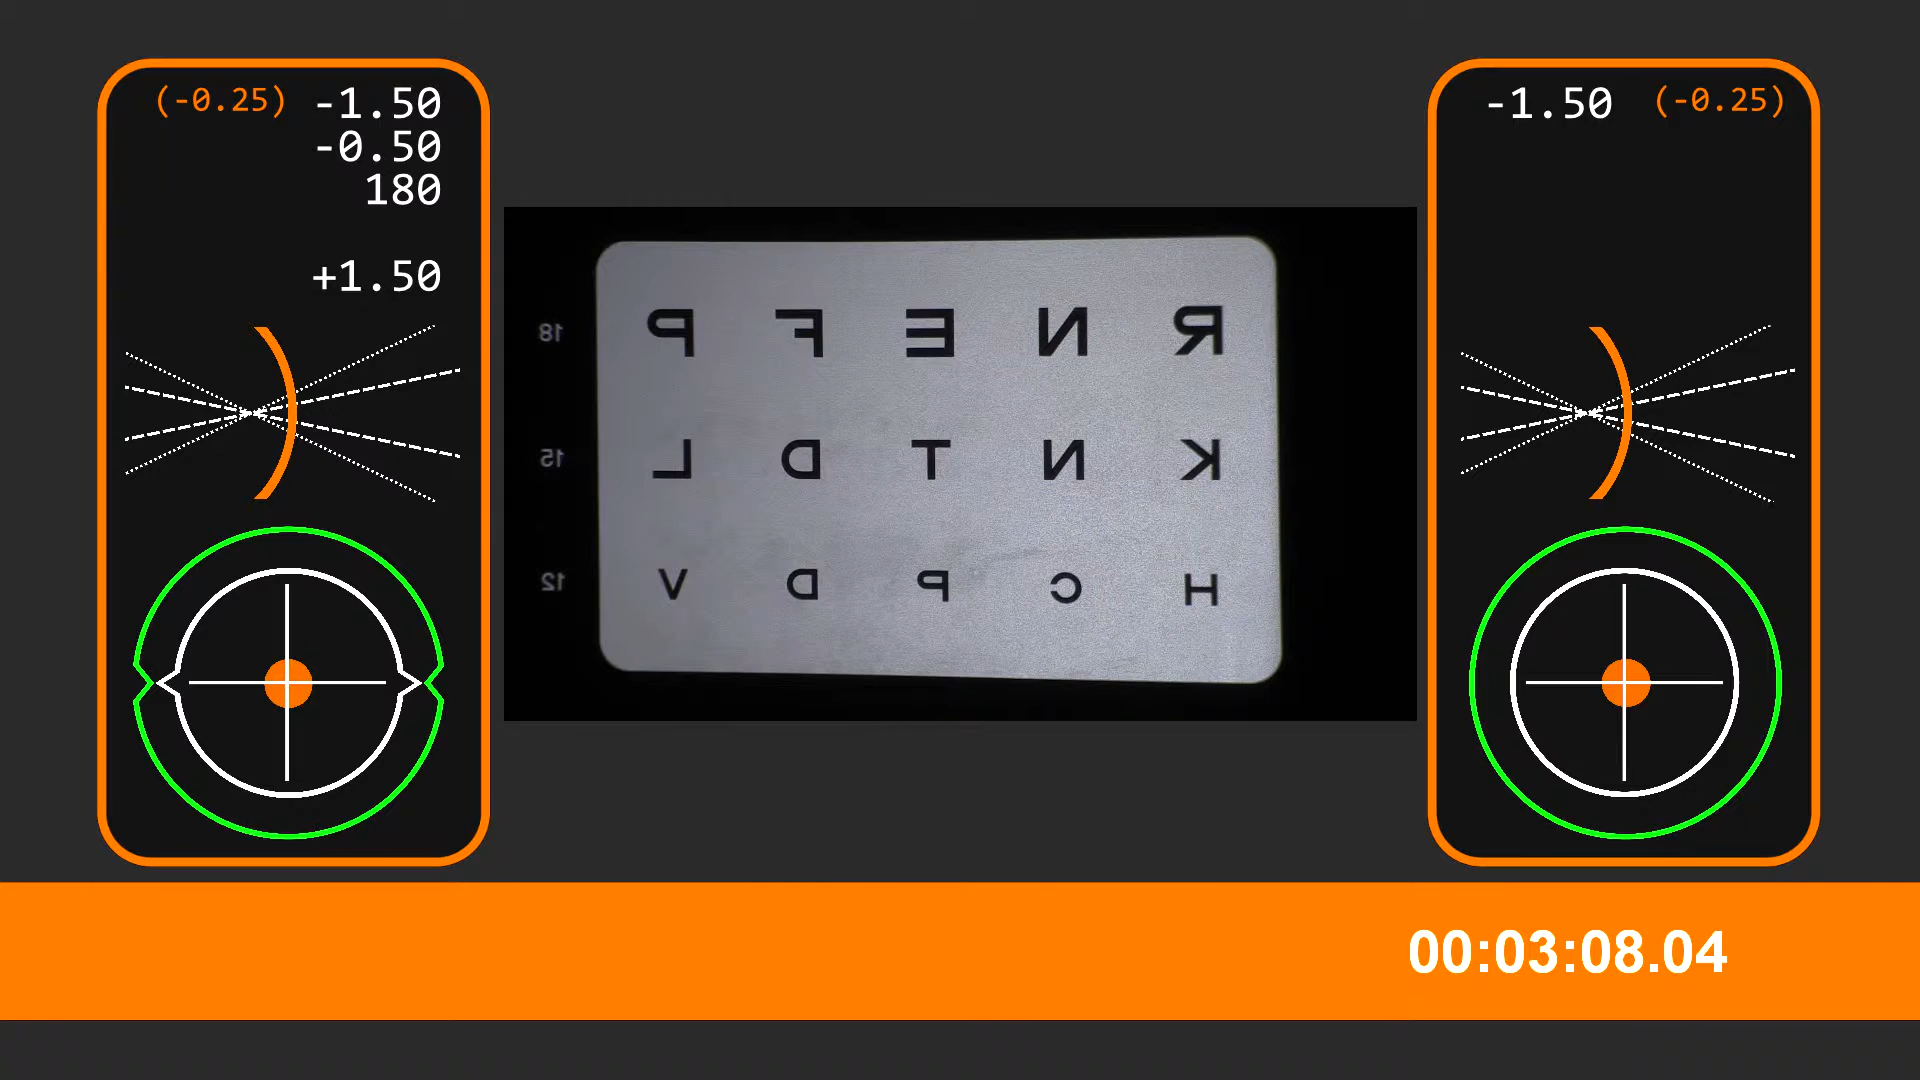 (-0.25) -1.50
-0.50
180
+1.50
18 P F E N R
15 L D T N K
12 V D P C H
-1.50 (-0.25)
00:03:08.04